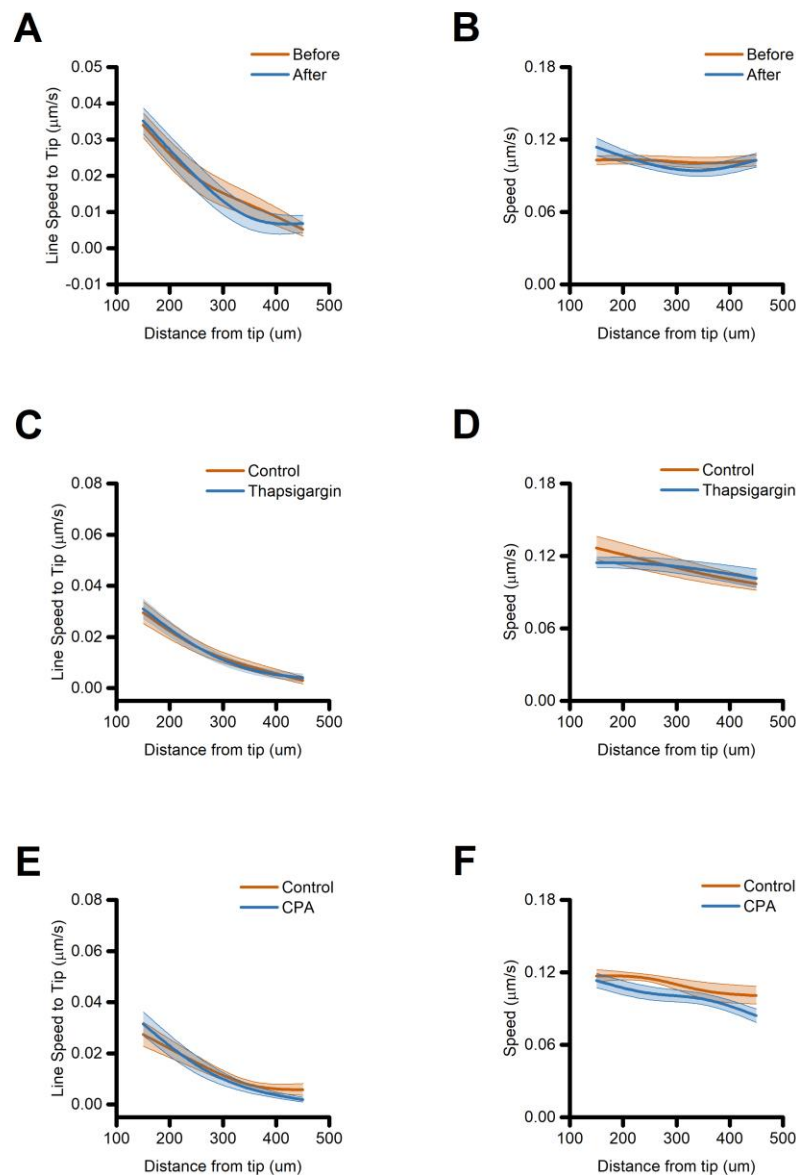 A
Before
After
0.05
0.04
0.03
0.02
0.01
0.00
-0.01
Line Speed to Tip (μm/s)
100 200 300 400 500
Distance from tip (um)
B
Before
After
0.18
0.12
0.06
0.00
Speed (μm/s)
100 200 300 400 500
Distance from tip (um)
C
Control
Thapsigargin
0.08
0.06
0.04
0.02
0.00
Line Speed to Tip (μm/s)
100 200 300 400 500
Distance from tip (um)
D
Control
Thapsigargin
0.18
0.12
0.06
0.00
Speed (μm/s)
100 200 300 400 500
Distance from tip (um)
E
Control
CPA
0.08
0.06
0.04
0.02
0.00
Line Speed to Tip (μm/s)
100 200 300 400 500
Distance from tip (um)
F
Control
CPA
0.18
0.12
0.06
0.00
Speed (μm/s)
100 200 300 400 500
Distance from tip (um)